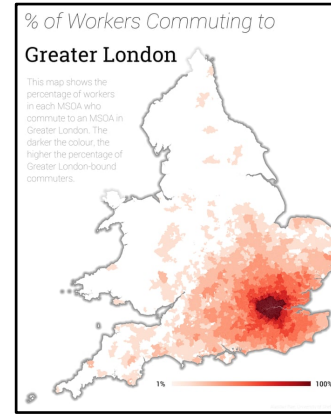 % of Workers Commuting to
Greater London
This map shows the
percentage of workers
in each MSOA who
commute to an MSOA in
Greater London. The
darker the colour, the
higher the percentage of
Greater London-bound
commuters.
1%
100%